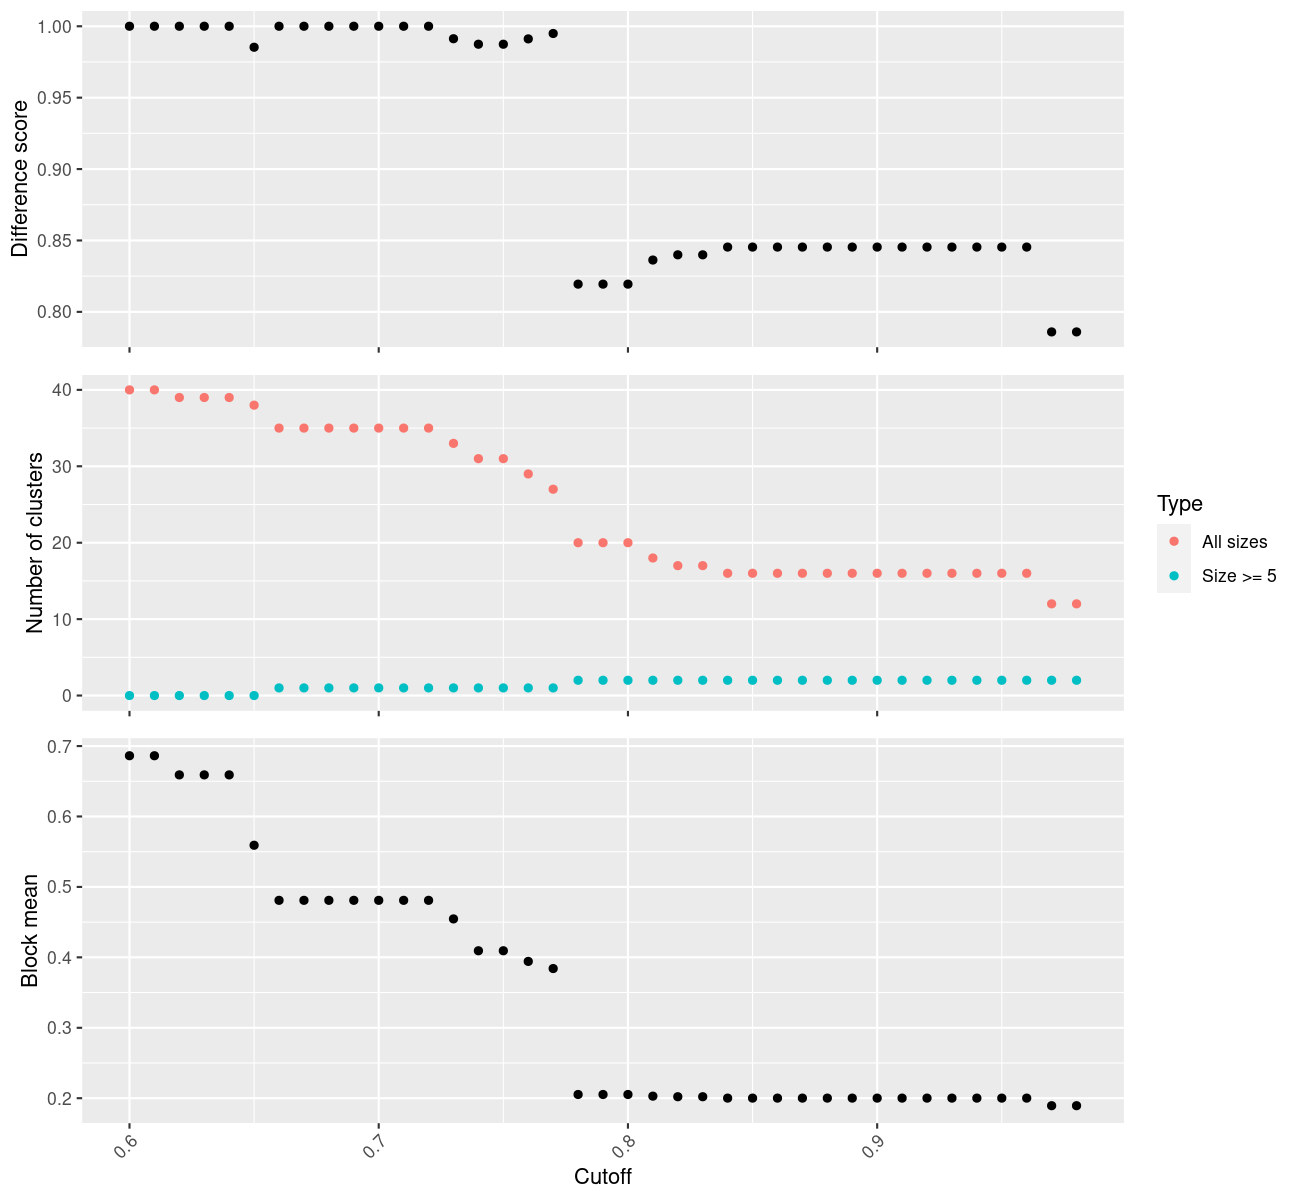 Difference score
1.00
0.95
0.90
0.85
0.80
Number of clusters
40
30
20
10
0
Type
All sizes
Size >= 5
Block mean
0.7
0.6
0.5
0.4
0.3
0.2
0.6 0.7 0.8 0.9
Cutoff